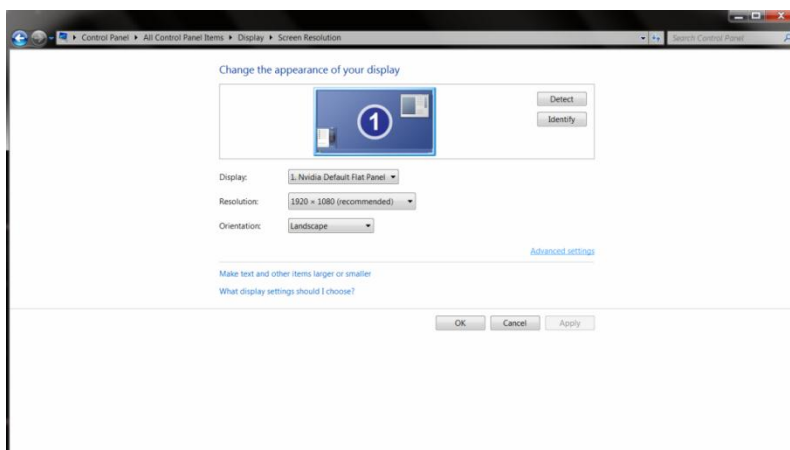 Control Panel ▸ All Control Panel Items ▸ Display ▸ Screen Resolution
Search Control Panel
Change the appearance of your display
1
Detect
Identify
Display: 1. Nvidia Default Flat Panel
Resolution: 1920 × 1080 (recommended)
Orientation: Landscape
Advanced settings
Make text and other items larger or smaller
What display settings should I choose?
OK Cancel Apply